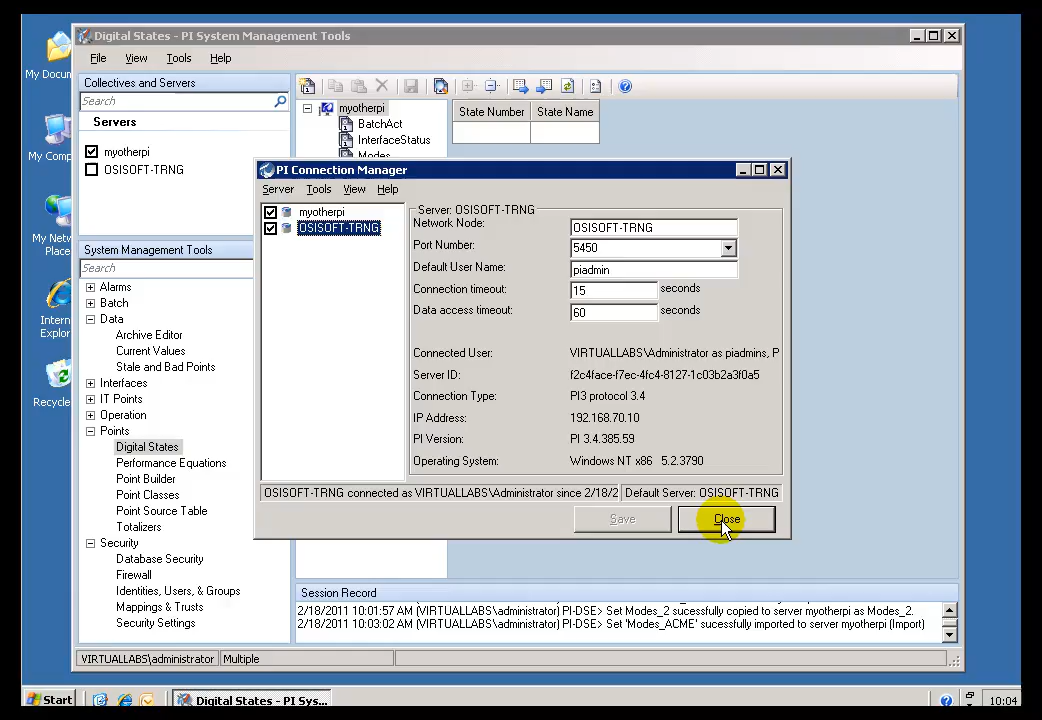 Digital States - PI System Management Tools
File View Tools Help
Collectives and Servers
Search
Servers
myotherpi
OSISOFT-TRNG
System Management Tools
Search
Alarms
Batch
Data
Archive Editor
Current Values
Stale and Bad Points
Interfaces
IT Points
Operation
Points
Digital States
Performance Equations
Point Builder
Point Classes
Point Source Table
Totalizers
Security
Database Security
Firewall
Identities, Users, & Groups
Mappings & Trusts
Security Settings
myotherpi
BatchAct
InterfaceStatus
Modes
State Number State Name
PI Connection Manager
Server Tools View Help
myotherpi
OSISOFT-TRNG
Server: OSISOFT-TRNG
Network Node: OSISOFT-TRNG
Port Number: 5450
Default User Name: piadmin
Connection timeout: 15 seconds
Data access timeout: 60 seconds
Connected User: VIRTUALLABS\Administrator as piadmins, P
Server ID: f2c4face-f7ec-4fc4-8127-1c03b2a3f0a5
Connection Type: PI3 protocol 3.4
IP Address: 192.168.70.10
PI Version: PI 3.4.385.59
Operating System: Windows NT x86 5.2.3790
OSISOFT-TRNG connected as VIRTUALLABS\Administrator since 2/18/2 Default Server: OSISOFT-TRNG
Save Close
Session Record
2/18/2011 10:01:57 AM (VIRTUALLABS\administrator) PI-DSE> Set Modes_2 sucessfully copied to server myotherpi as Modes_2.
2/18/2011 10:03:02 AM (VIRTUALLABS\administrator) PI-DSE> Set 'Modes_ACME' sucessfully imported to server myotherpi (Import)
VIRTUALLABS\administrator Multiple
My Docum
My Comp
My Netw
Place
Intern
Explor
Recycle
Start Digital States - PI Sys... 10:04